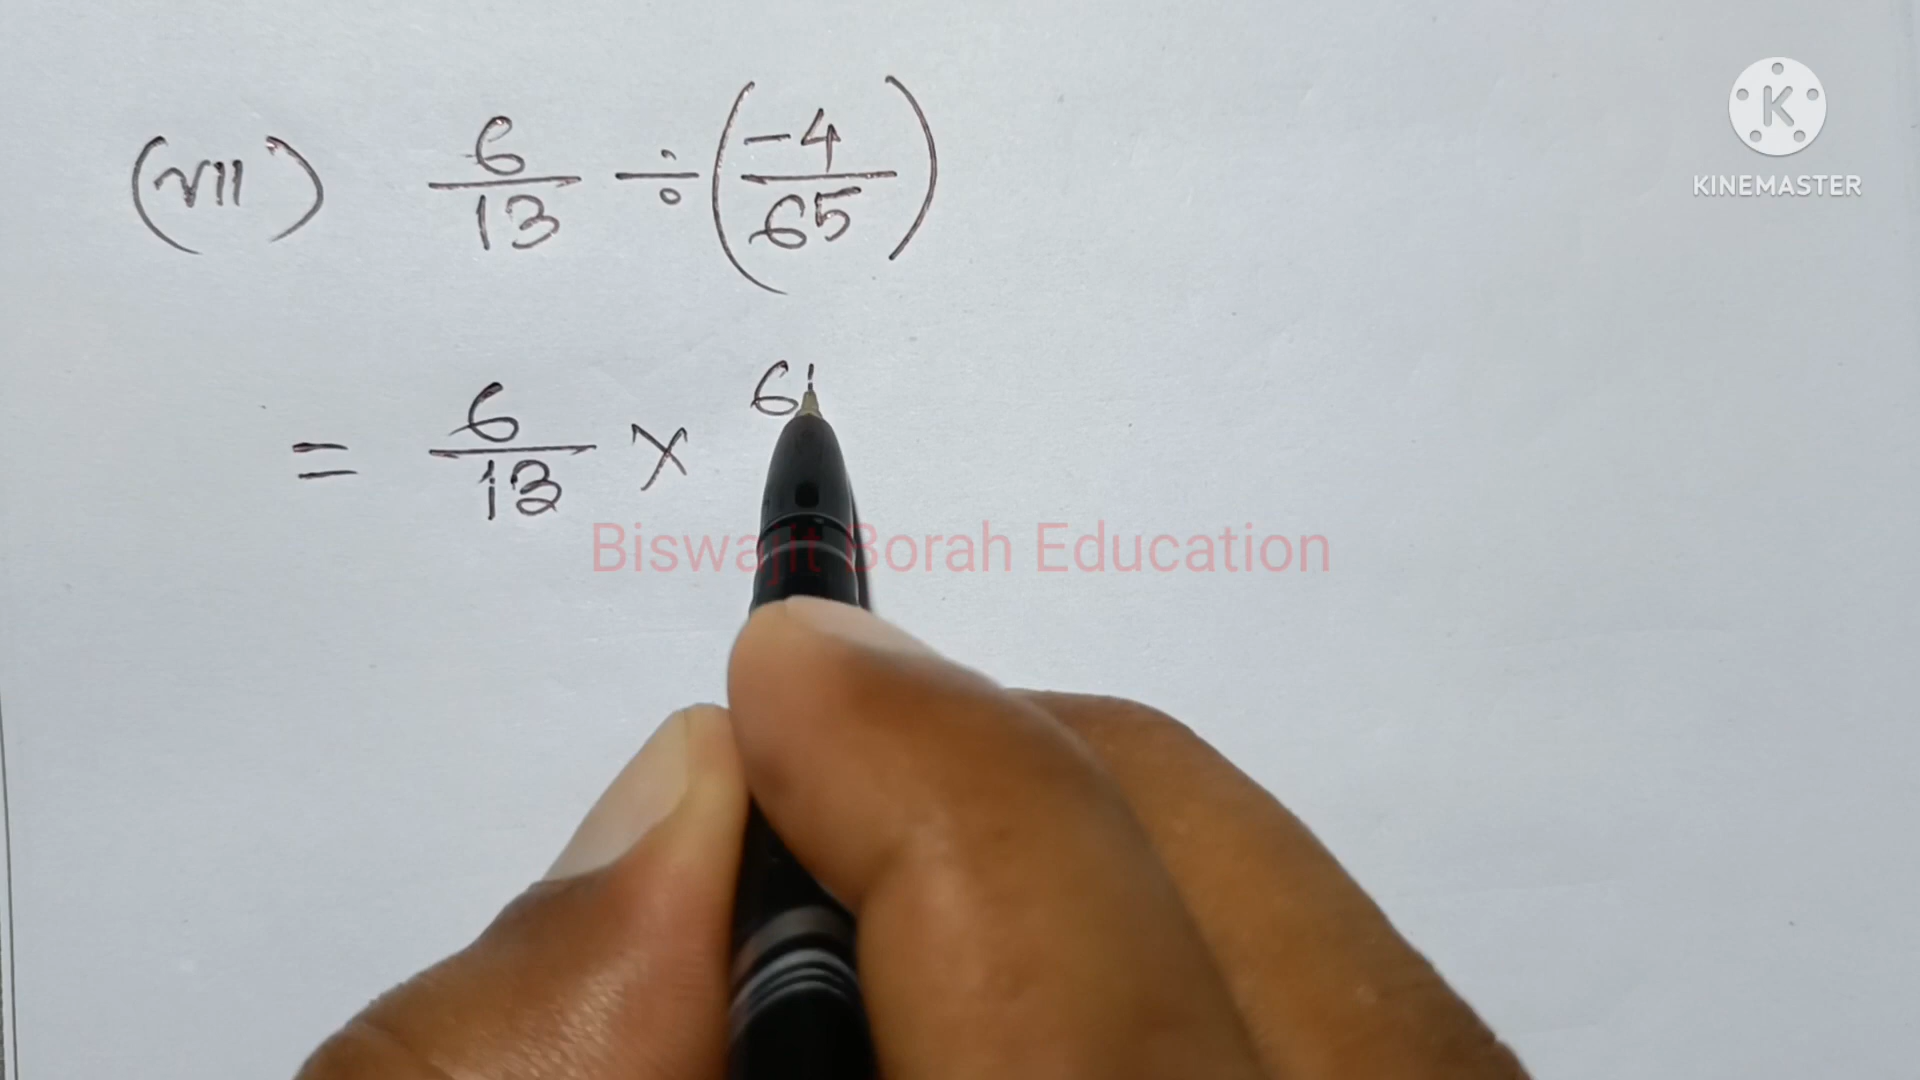 (vii) 6/13 ÷ (-4/65)
KINEMASTER
= 6/13 × 6
Biswajit Borah Education